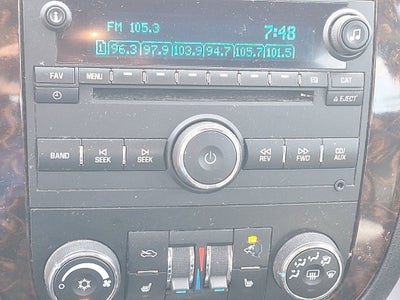 FM 105.3 7:48
1 96.3 97.9 103.9 94.7 105.7 101.5
FAV MENU EQ CAT
EJECT
BAND SEEK SEEK REV FWD CD/AUX